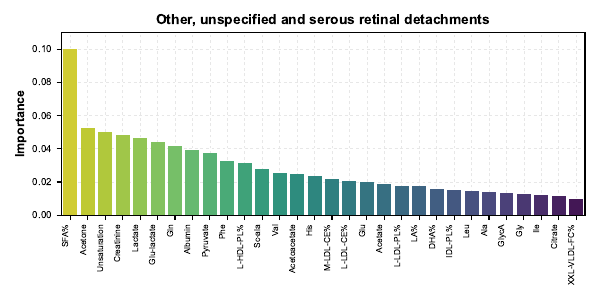 Other, unspecified and serous retinal detachments
Importance
0.10
0.08
0.06
0.04
0.02
0.00
SFA%
Acetone
Unsaturation
Creatinine
Lactate
Glu-lactate
Gln
Albumin
Pyruvate
Phe
L-HDL-PL%
So-ala
Val
Acetoacetate
His
M-LDL-CE%
L-LDL-CE%
Glu
Acetate
L-LDL-PL%
LA%
DHA%
IDL-PL%
Leu
Ala
GlycA
Gly
Ile
Citrate
XXL-VLDL-FC%